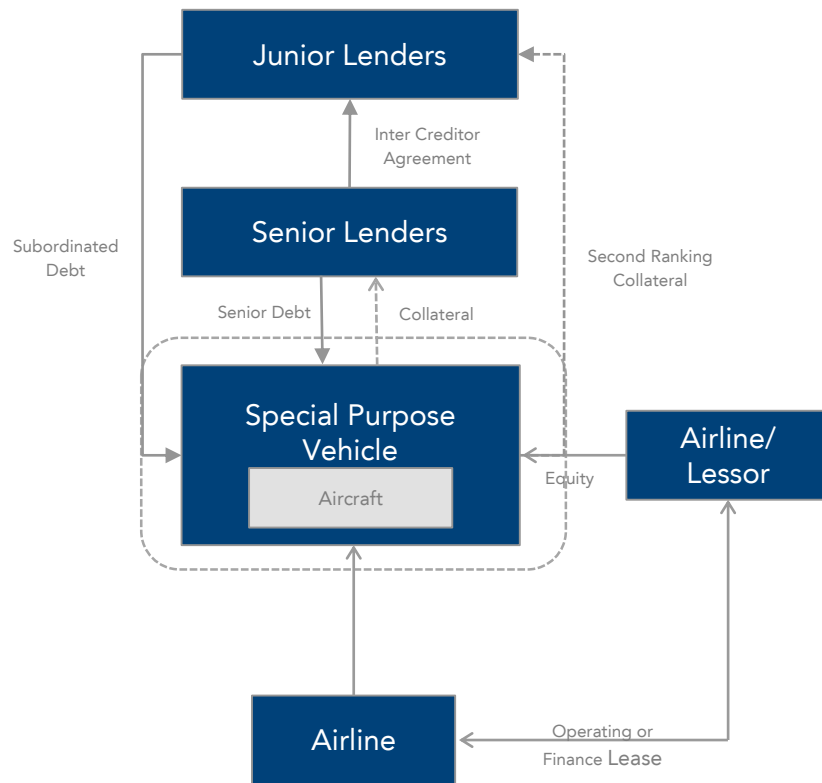 Junior Lenders
Inter Creditor
Agreement
Senior Lenders
Subordinated
Debt
Second Ranking
Collateral
Senior Debt
Collateral
Special Purpose
Vehicle
Aircraft
Airline/
Lessor
Equity
Airline
Operating or
Finance Lease